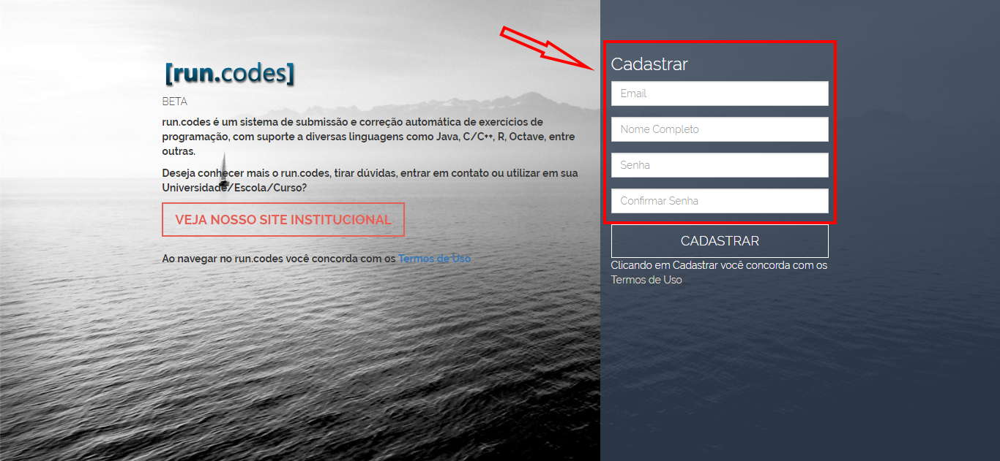 [run.codes]
BETA
run.codes é um sistema de submissão e correção automática de exercícios de
programação, com suporte a diversas linguagens como Java, C/C++, R, Octave, entre
outras.
Deseja conhecer mais o run.codes, tirar dúvidas, entrar em contato ou utilizar em sua
Universidade/Escola/Curso?
VEJA NOSSO SITE INSTITUCIONAL
Ao navegar no run.codes você concorda com os Termos de Uso
Cadastrar
Email
Nome Completo
Senha
Confirmar Senha
CADASTRAR
Clicando em Cadastrar você concorda com os
Termos de Uso